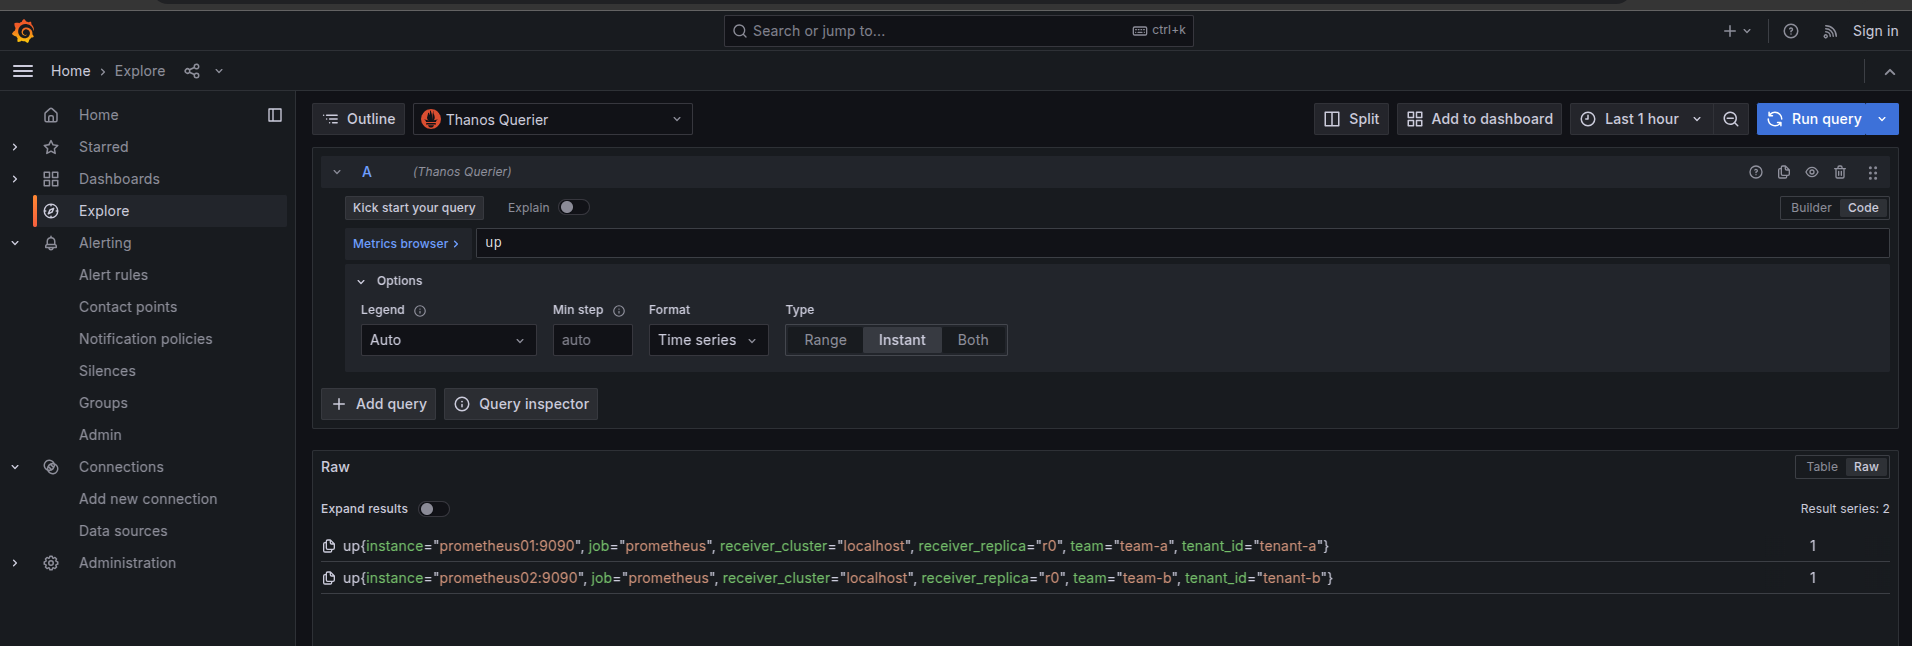 Search or jump to...
ctrl+k
Sign in
Home › Explore
Home
Starred
Dashboards
Explore
Alerting
Alert rules
Contact points
Notification policies
Silences
Groups
Admin
Connections
Add new connection
Data sources
Administration
Outline
Thanos Querier
Split
Add to dashboard
Last 1 hour
Run query
A
(Thanos Querier)
Kick start your query
Explain
Builder
Code
Metrics browser ›
up
Options
Legend
Min step
Format
Type
Auto
auto
Time series
Range
Instant
Both
+ Add query
Query inspector
Raw
Table
Raw
Expand results
Result series: 2
up{instance="prometheus01:9090", job="prometheus", receiver_cluster="localhost", receiver_replica="r0", team="team-a", tenant_id="tenant-a"}
1
up{instance="prometheus02:9090", job="prometheus", receiver_cluster="localhost", receiver_replica="r0", team="team-b", tenant_id="tenant-b"}
1